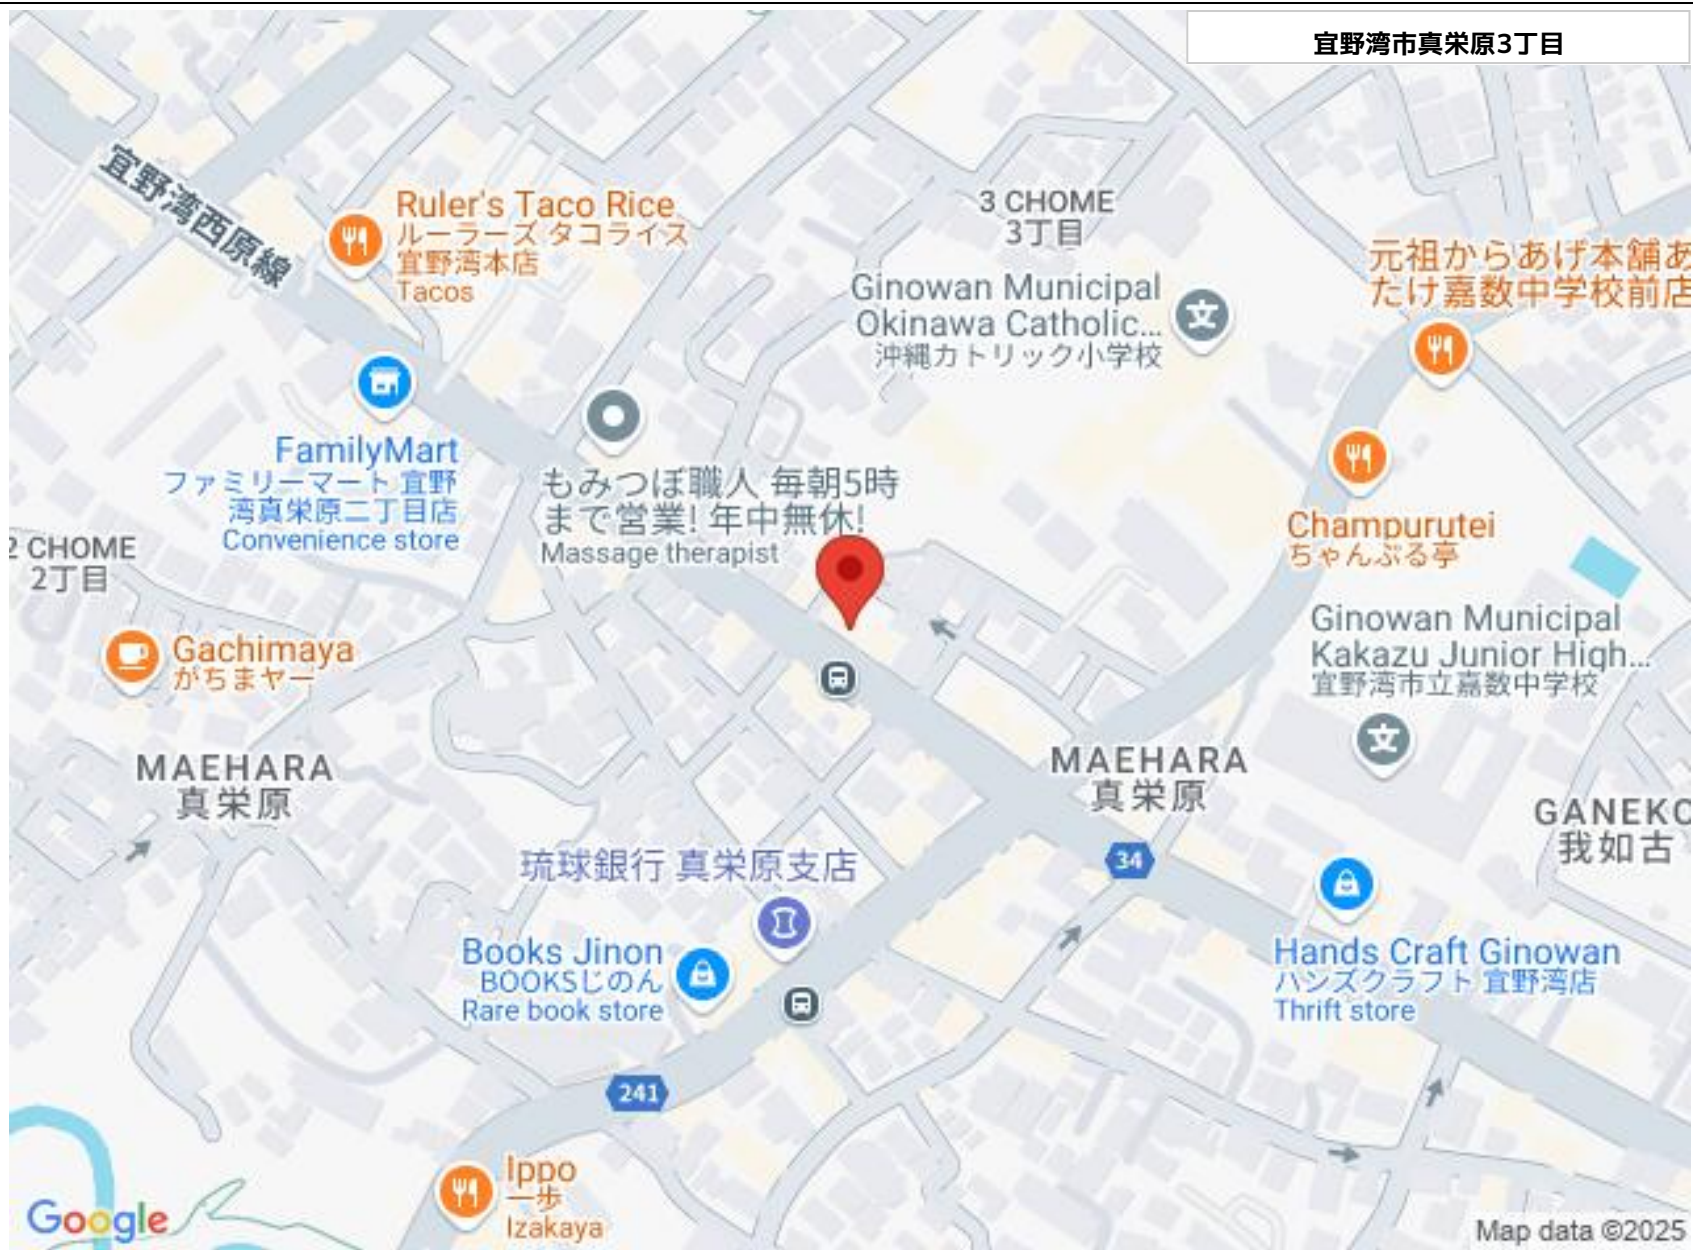 宜野湾市真栄原3丁目
宜野湾西原線
Ruler's Taco Rice
ルーラーズ タコライス
宜野湾本店
Tacos
3 CHOME
3丁目
元祖からあげ本舗あ
たけ嘉数中学校前店
Ginowan Municipal
Okinawa Catholic...
沖縄カトリック小学校
FamilyMart
ファミリーマート 宜野
湾真栄原二丁目店
Convenience store
もみつぼ職人 毎朝5時
まで営業! 年中無休!
Massage therapist
Champurutei
ちゃんぷる亭
2 CHOME
2丁目
Gachimaya
がちまヤー
Ginowan Municipal
Kakazu Junior High...
宜野湾市立嘉数中学校
文
文
MAEHARA
真栄原
MAEHARA
真栄原
GANEKO
我如古
34
琉球銀行 真栄原支店
Books Jinon
BOOKSじのん
Rare book store
Hands Craft Ginowan
ハンズクラフト 宜野湾店
Thrift store
241
Ippo
一歩
Izakaya
Google
Map data ©2025